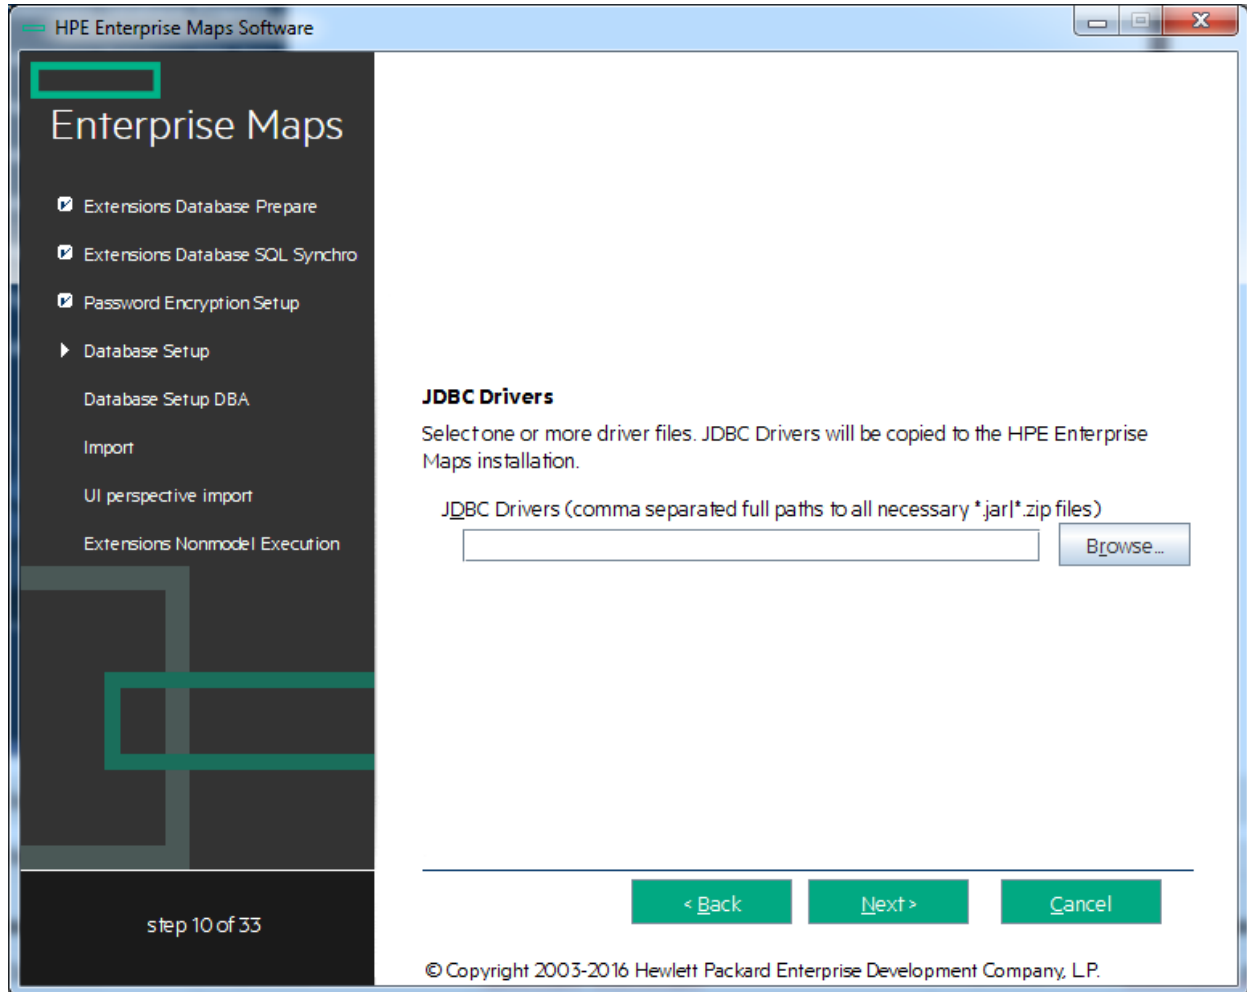 HPE Enterprise Maps Software
Enterprise Maps
Extensions Database Prepare
Extensions Database SQL Synchro
Password Encryption Setup
Database Setup
Database Setup DBA
Import
UI perspective import
Extensions Nonmodel Execution
step 10 of 33
JDBC Drivers
Select one or more driver files. JDBC Drivers will be copied to the HPE Enterprise
Maps installation.
JDBC Drivers (comma separated full paths to all necessary *.jar|*.zip files)
Browse...
< Back
Next >
Cancel
© Copyright 2003-2016 Hewlett Packard Enterprise Development Company, L.P.